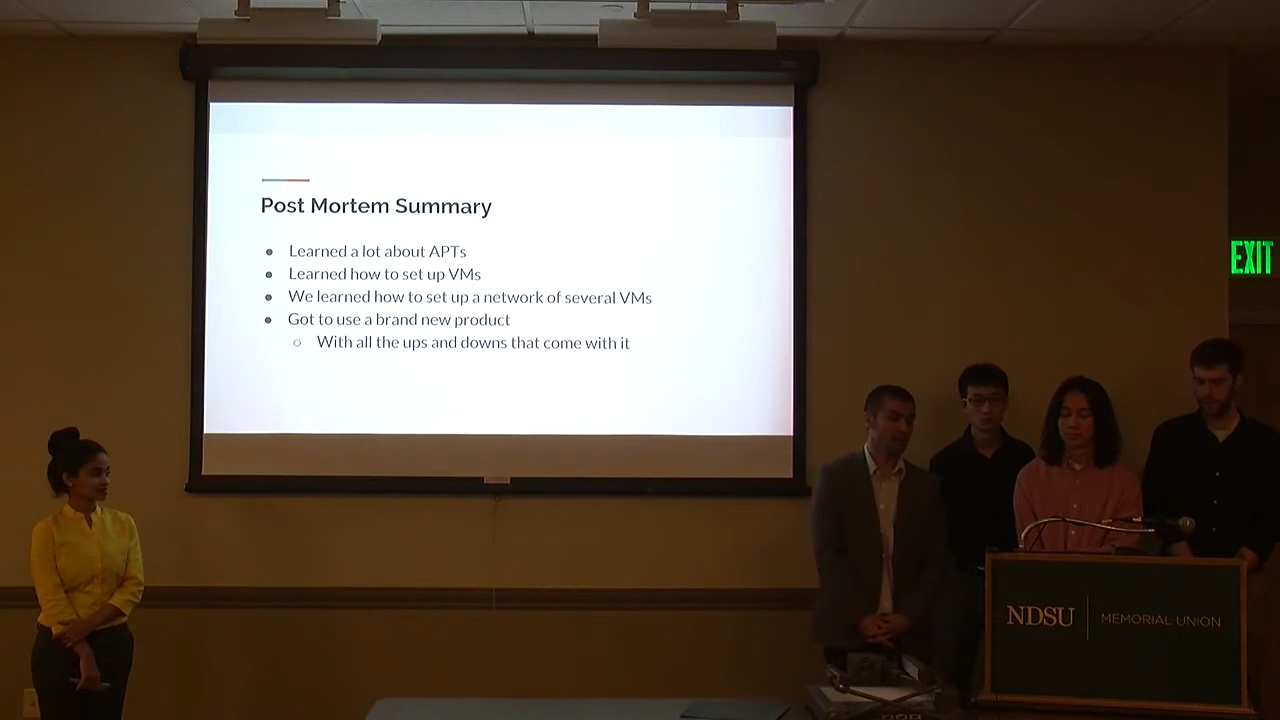 Post Mortem Summary
● Learned a lot about APTs
● Learned how to set up VMs
● We learned how to set up a network of several VMs
● Got to use a brand new product
○ With all the ups and downs that come with it
EXIT
NDSU | MEMORIAL UNION